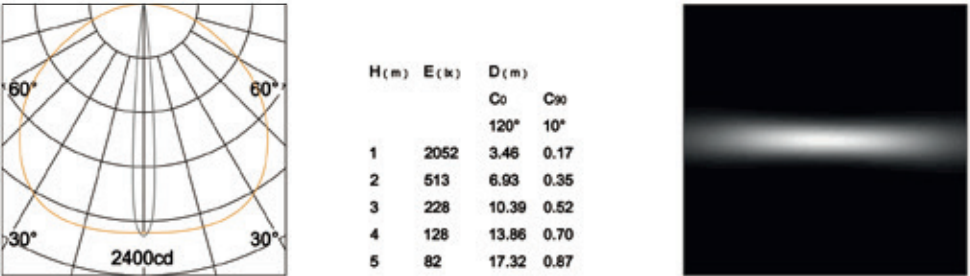 60° 60°
30° 30°
2400cd
H(m) E(lx) D(m)
C0 C90
120° 10°
1 2052 3.46 0.17
2 513 6.93 0.35
3 228 10.39 0.52
4 128 13.86 0.70
5 82 17.32 0.87